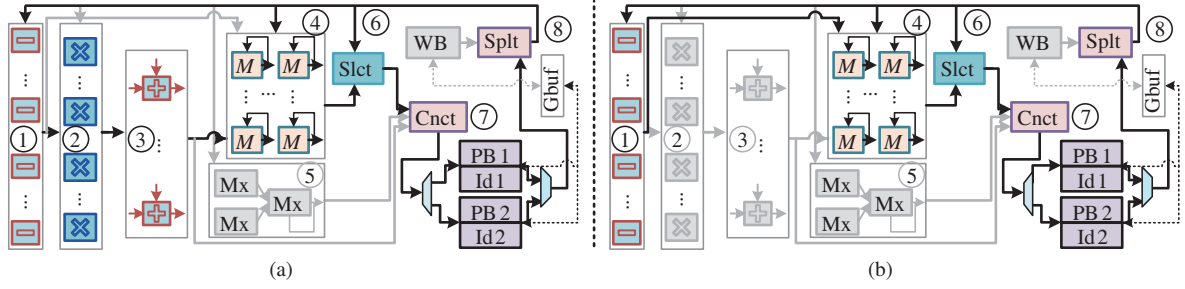 4 6 8
WB Splt
M M Slct Gbuf
... ...
1 2 3 Cnct 7
M M
PB 1
Id 1
5
Mx
Mx
Mx PB 2
Id 2
(a)
4 6 8
WB Splt
M M Slct Gbuf
... ...
1 2 3 Cnct 7
M M
PB 1
Id 1
5
Mx
Mx
Mx PB 2
Id 2
(b)